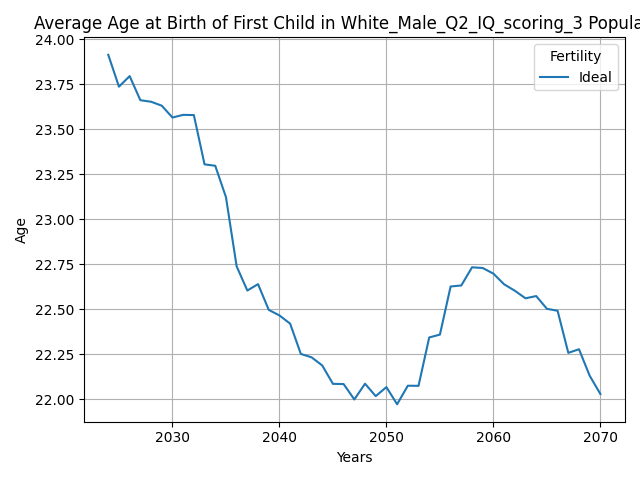 Average Age at Birth of First Child in White_Male_Q2_IQ_scoring_3 Popula
24.00
23.75
23.50
23.25
23.00
22.75
22.50
22.25
22.00
Age
Fertility
Ideal
2030 2040 2050 2060 2070
Years